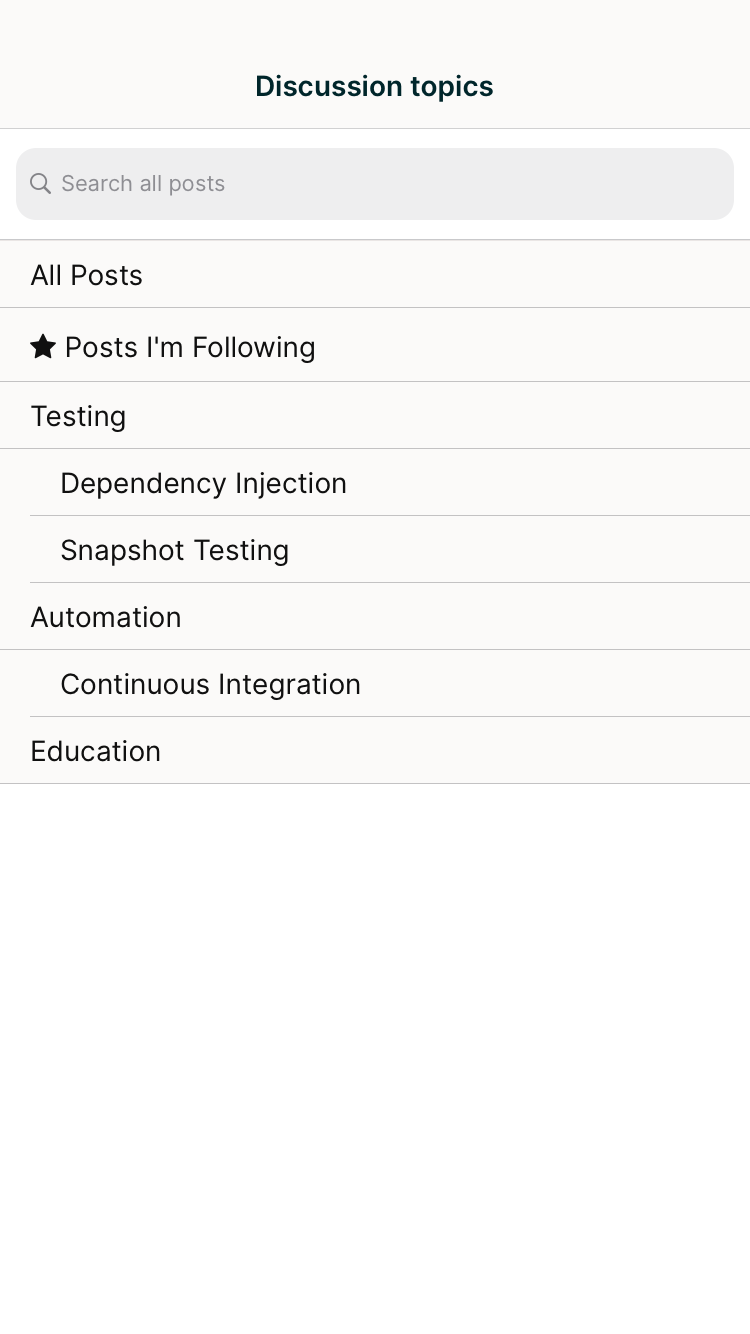 Discussion topics
Search all posts
All Posts
Posts I'm Following
Testing
Dependency Injection
Snapshot Testing
Automation
Continuous Integration
Education